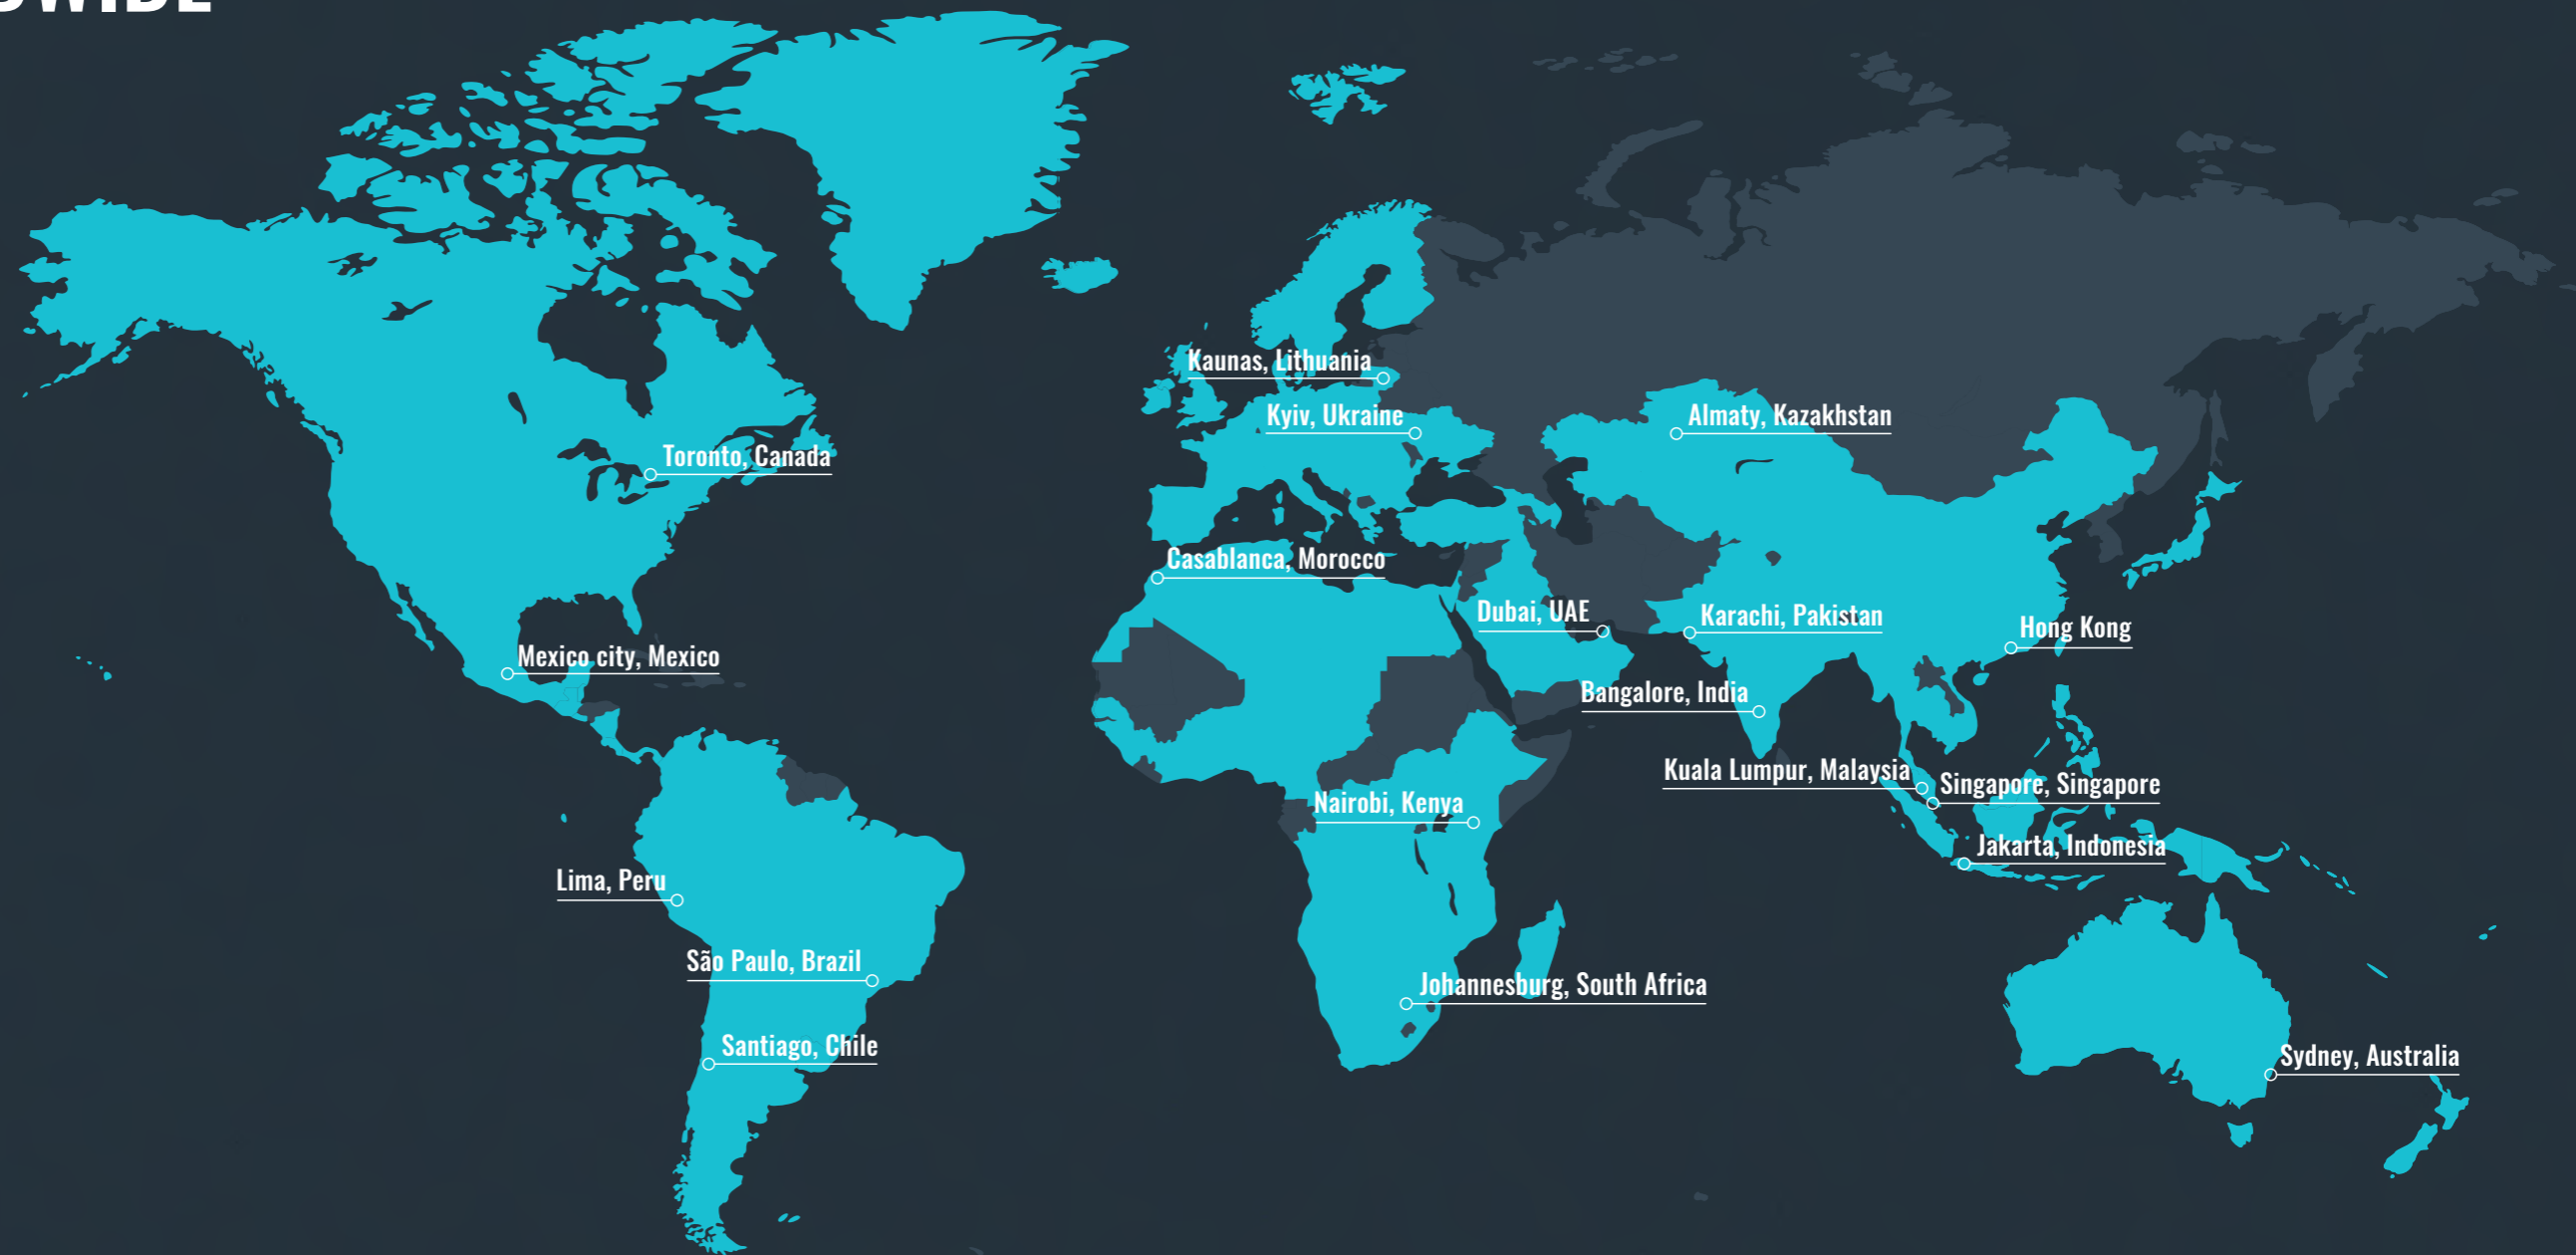 Kaunas, Lithuania
Kyiv, Ukraine
Almaty, Kazakhstan
Toronto, Canada
Casablanca, Morocco
Dubai, UAE
Karachi, Pakistan
Hong Kong
Mexico city, Mexico
Bangalore, India
Kuala Lumpur, Malaysia
Singapore, Singapore
Nairobi, Kenya
Jakarta, Indonesia
Lima, Peru
São Paulo, Brazil
Johannesburg, South Africa
Santiago, Chile
Sydney, Australia